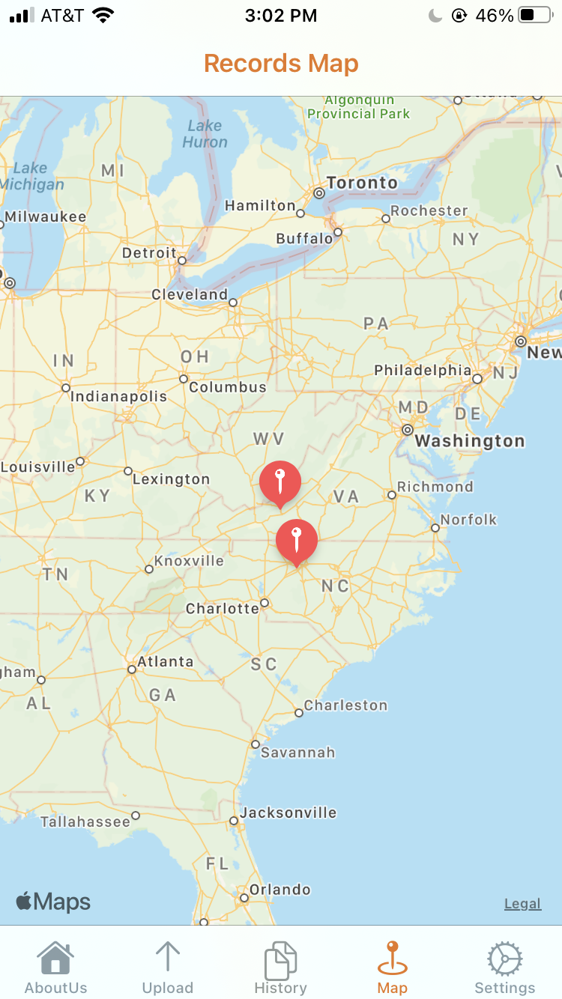 AT&T
3:02 PM
46%
Records Map
Algonquin
Provincial Park
Lake
Huron
MI
Lake
Michigan
Toronto
Hamilton
Rochester
Milwaukee
Buffalo
NY
Detroit
Cleveland
PA
New
IN
OH
Philadelphia
NJ
Columbus
Indianapolis
MD
DE
WV
Washington
Louisville
Lexington
Richmond
KY
VA
Norfolk
Knoxville
TN
NC
Charlotte
Atlanta
SC
gham
GA
AL
Charleston
Savannah
Jacksonville
Tallahassee
FL
Orlando
Maps
Legal
AboutUs
Upload
History
Map
Settings